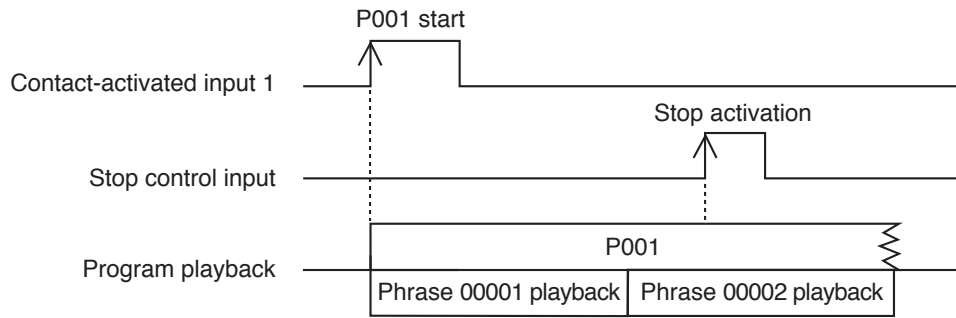 P001 start
Contact-activated input 1
Stop activation
Stop control input
P001
Program playback
Phrase 00001 playback
Phrase 00002 playback